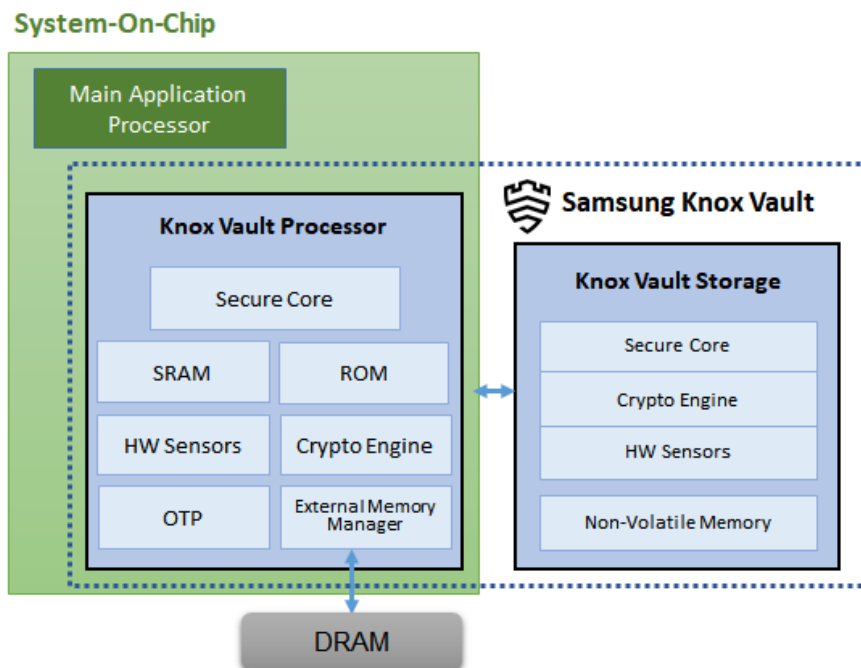 System-On-Chip
Main Application
Processor
Samsung Knox Vault
Knox Vault Processor
Secure Core
SRAM
ROM
HW Sensors
Crypto Engine
OTP
External Memory
Manager
Knox Vault Storage
Secure Core
Crypto Engine
HW Sensors
Non-Volatile Memory
DRAM